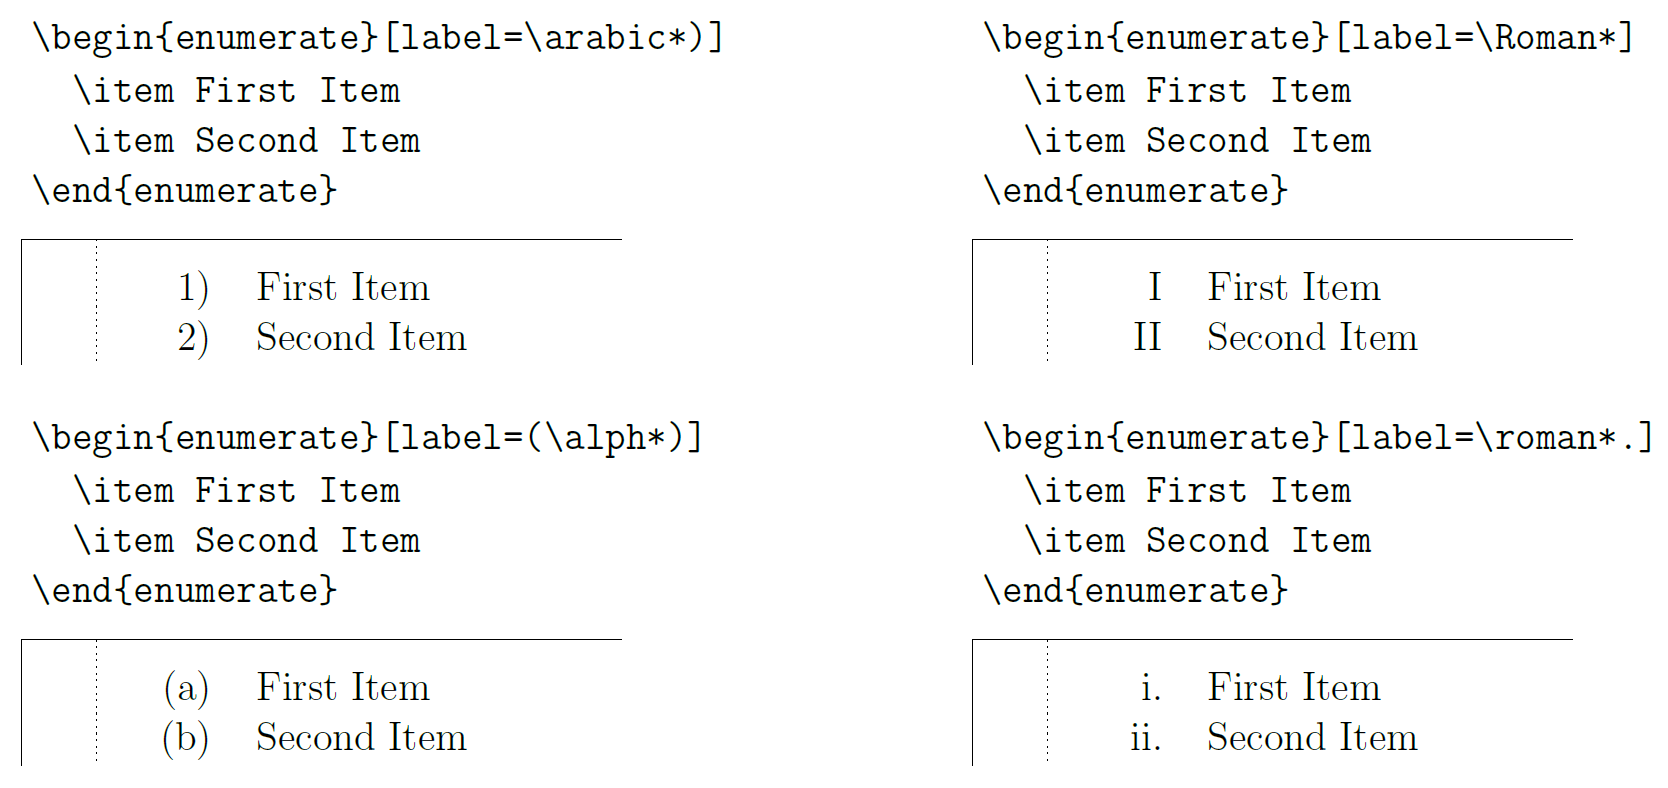 \begin{enumerate}[label=\arabic*)]
  \item First Item
  \item Second Item
\end{enumerate}
1) First Item
2) Second Item
\begin{enumerate}[label=\Roman*]
  \item First Item
  \item Second Item
\end{enumerate}
I First Item
II Second Item
\begin{enumerate}[label=(\alph*)]
  \item First Item
  \item Second Item
\end{enumerate}
(a) First Item
(b) Second Item
\begin{enumerate}[label=\roman*.]
  \item First Item
  \item Second Item
\end{enumerate}
i. First Item
ii. Second Item